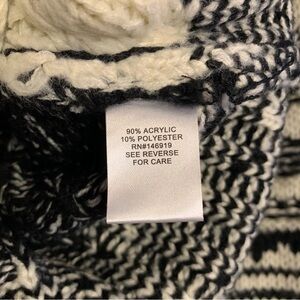 90% ACRYLIC
10% POLYESTER
RN#146919
SEE REVERSE
FOR CARE